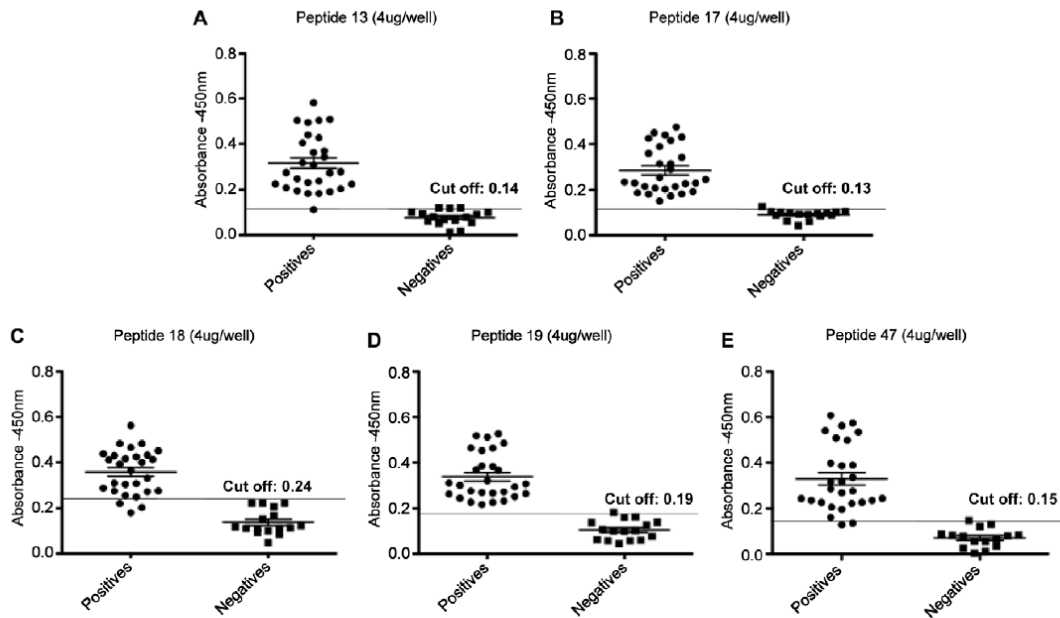 A
Peptide 13 (4ug/well)
Absorbance -450nm
0.8
0.6
0.4
0.2
0.0
Cut off: 0.14
Positives
Negatives
B
Peptide 17 (4ug/well)
Absorbance -450nm
0.8
0.6
0.4
0.2
0.0
Cut off: 0.13
Positives
Negatives
C
Peptide 18 (4ug/well)
Absorbance -450nm
0.8
0.6
0.4
0.2
0.0
Cut off: 0.24
Positives
Negatives
D
Peptide 19 (4ug/well)
Absorbance -450nm
0.8
0.6
0.4
0.2
0.0
Cut off: 0.19
Positives
Negatives
E
Peptide 47 (4ug/well)
Absorbance -450nm
0.8
0.6
0.4
0.2
0.0
Cut off: 0.15
Positives
Negatives